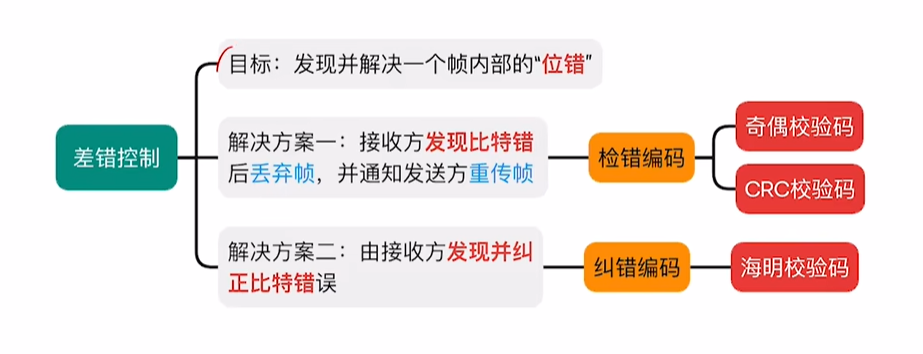 目标：发现并解决一个帧内部的“位错”
差错控制
解决方案一：接收方发现比特错
后丢弃帧，并通知发送方重传帧
检错编码
奇偶校验码
CRC校验码
解决方案二：由接收方发现并纠
正比特错误
纠错编码
海明校验码